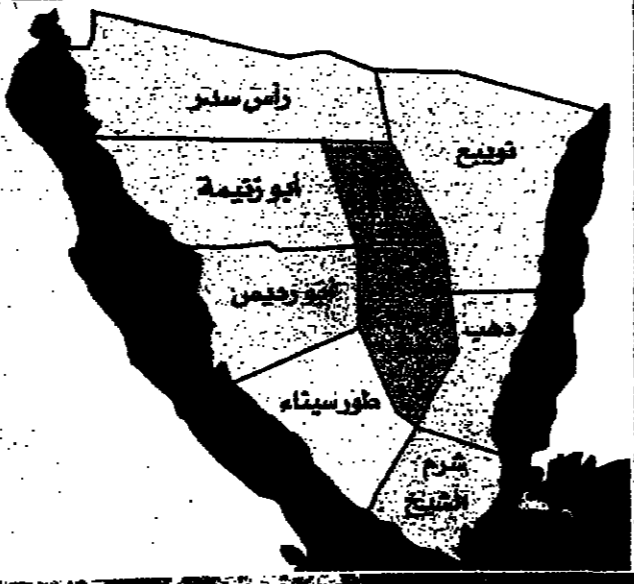 رأس سدر
نويبع
أبو زنيمة
أبو رديس
دهب
طور سيناء
شرم
الشيخ